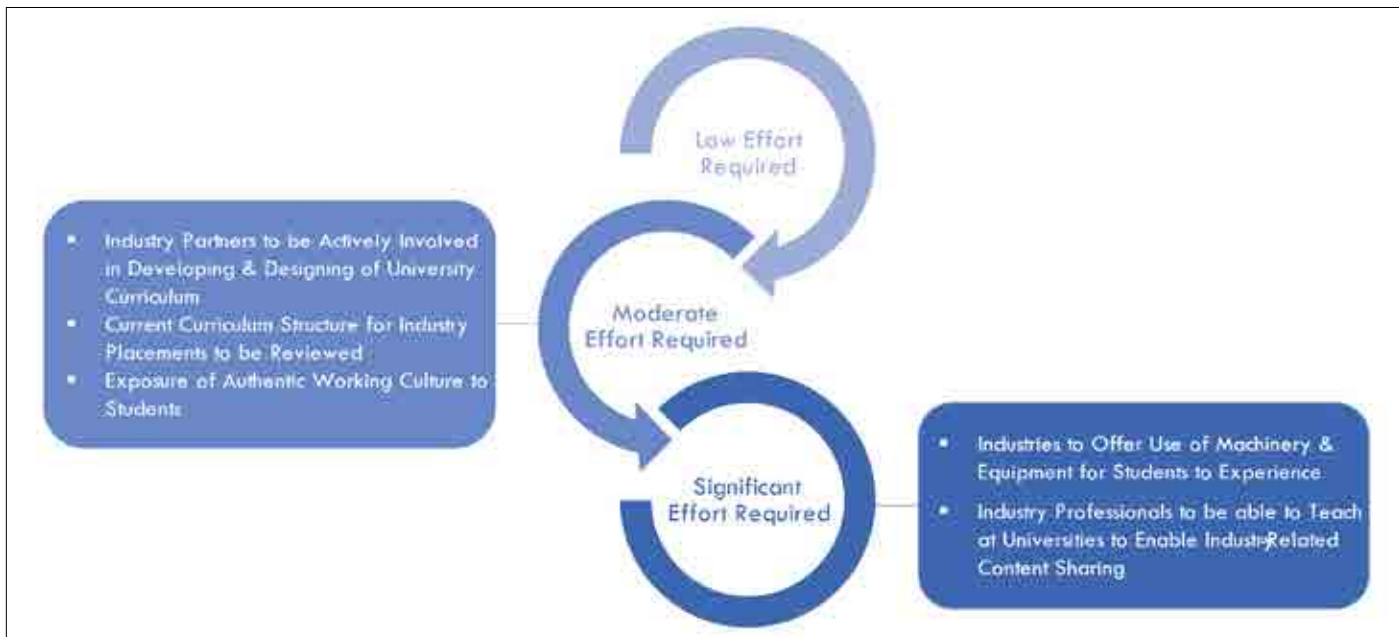 Low Effort
Required
▪ Industry Partners to be Actively Involved
in Developing & Designing of University
Curriculum
▪ Current Curriculum Structure for Industry
Placements to be Reviewed
▪ Exposure of Authentic Working Culture to
Students
Moderate
Effort Required
Significant
Effort Required
▪ Industries to Offer Use of Machinery &
Equipment for Students to Experience
▪ Industry Professionals to be able to Teach
at Universities to Enable Industry-Related
Content Sharing